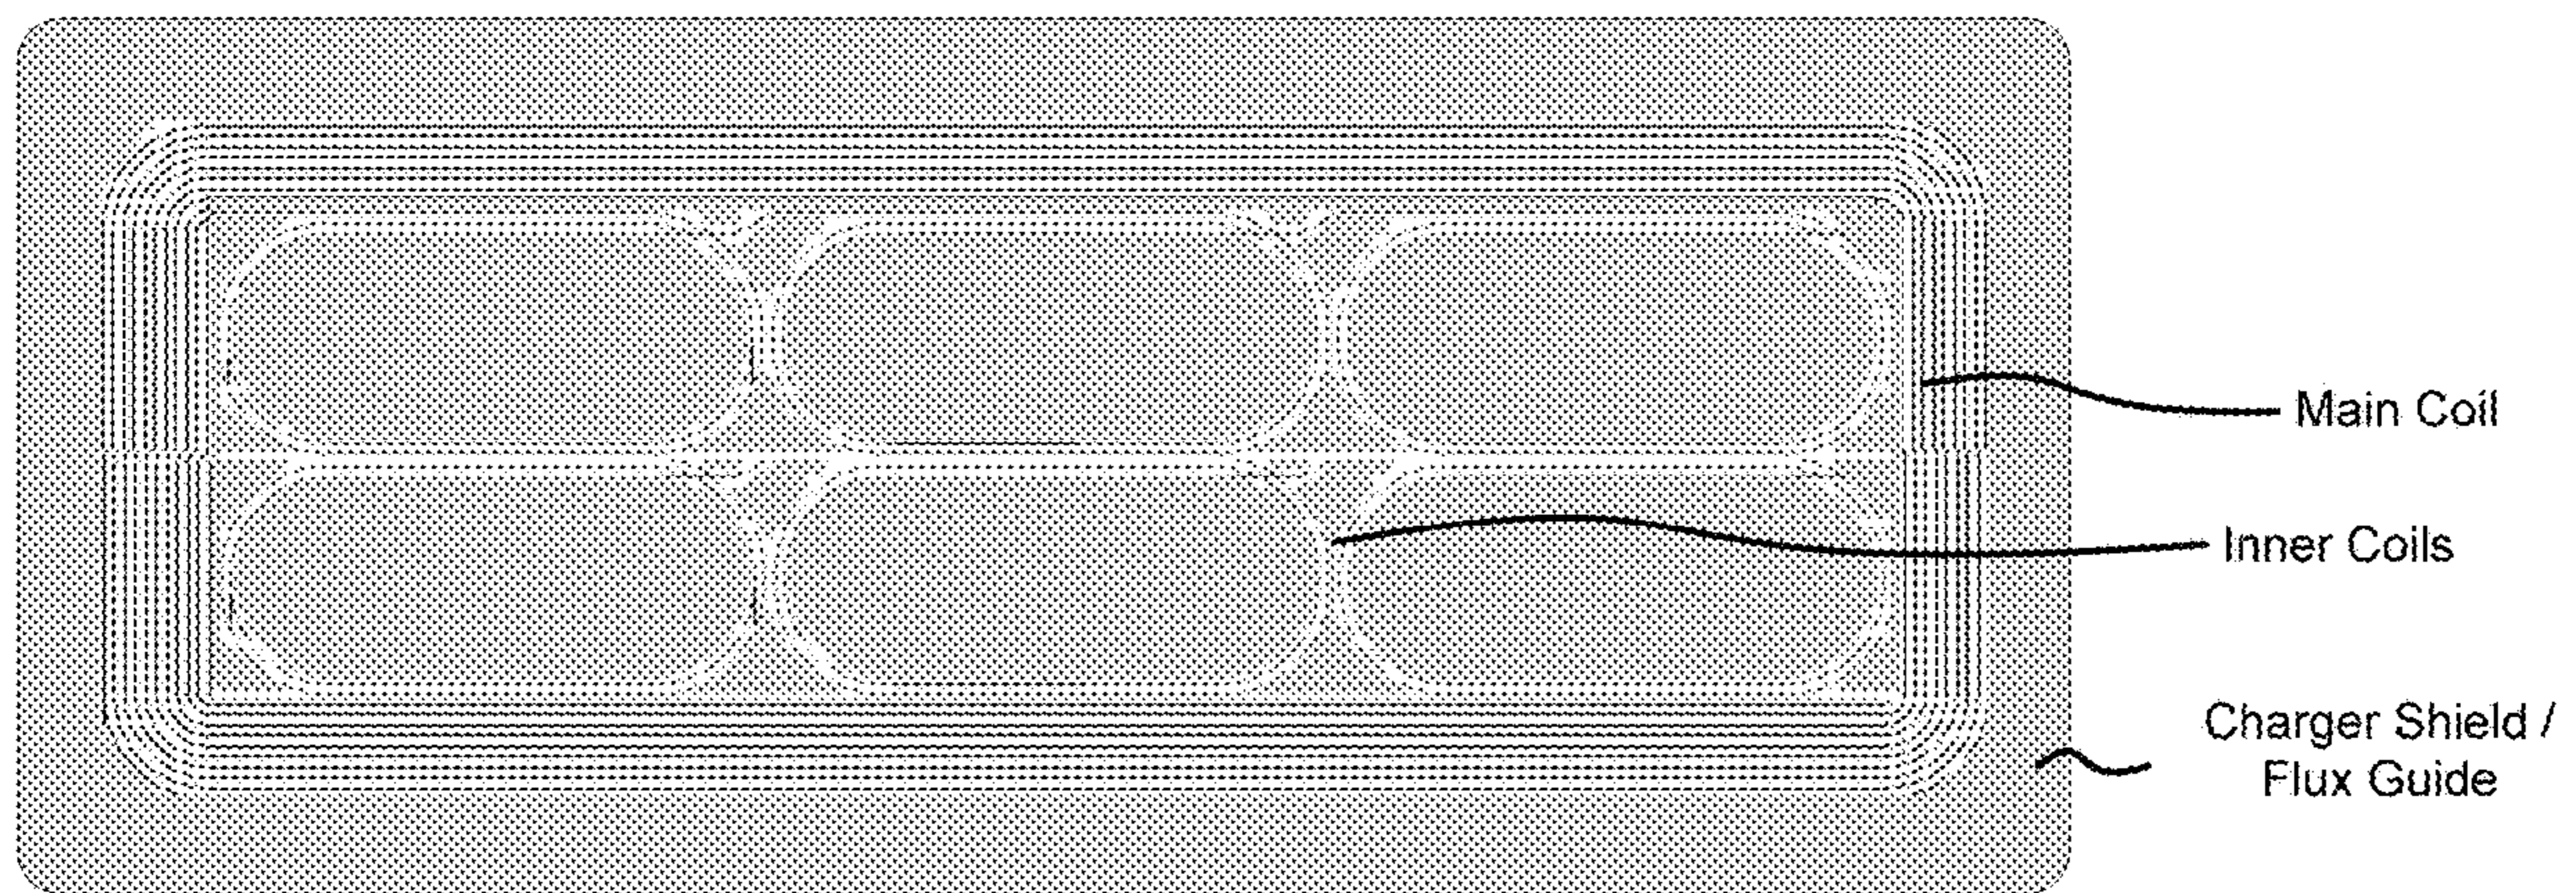 Main Coil
Inner Coils
Charger Shield /
Flux Guide